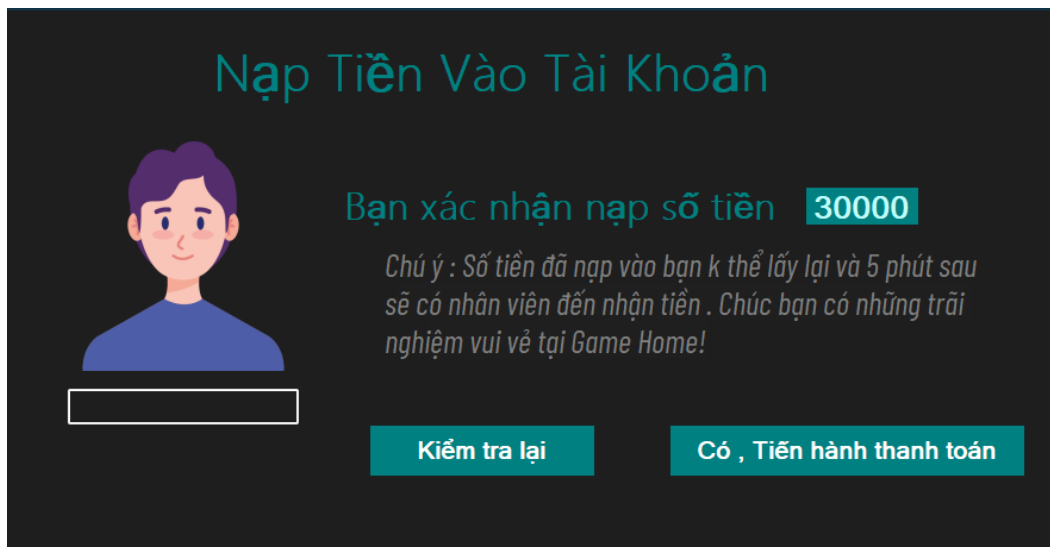 Nạp Tiền Vào Tài Khoản
Bạn xác nhận nạp số tiền 30000
Chú ý : Số tiền đã nạp vào bạn k thể lấy lại và 5 phút sau
sẽ có nhân viên đến nhận tiền . Chúc bạn có những trãi
nghiệm vui vẻ tại Game Home!
Kiểm tra lại
Có , Tiến hành thanh toán